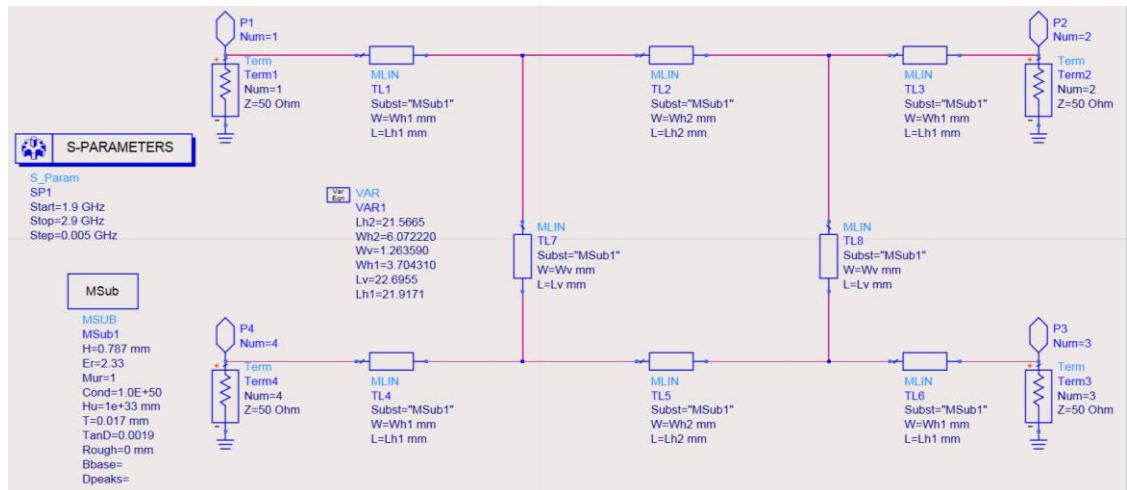 P1
Num=1
P2
Num=2
Term
Term1
Num=1
Z=50 Ohm
MLIN
TL1
Subst="MSub1"
W=Wh1 mm
L=Lh1 mm
MLIN
TL2
Subst="MSub1"
W=Wh2 mm
L=Lh2 mm
MLIN
TL3
Subst="MSub1"
W=Wh1 mm
L=Lh1 mm
Term
Term2
Num=2
Z=50 Ohm
S-PARAMETERS
S_Param
SP1
Start=1.9 GHz
Stop=2.9 GHz
Step=0.005 GHz
Var
Eqn
VAR
VAR1
Lh2=21.5665
Wh2=6.072220
Wv=1.263590
Wh1=3.704310
Lv=22.6955
Lh1=21.9171
MLIN
TL7
Subst="MSub1"
W=Wv mm
L=Lv mm
MLIN
TL8
Subst="MSub1"
W=Wv mm
L=Lv mm
MSub
MSUB
MSub1
H=0.787 mm
Er=2.33
Mur=1
Cond=1.0E+50
Hu=1e+33 mm
T=0.017 mm
TanD=0.0019
Rough=0 mm
Bbase=
Dpeaks=
P4
Num=4
P3
Num=3
Term
Term4
Num=4
Z=50 Ohm
MLIN
TL4
Subst="MSub1"
W=Wh1 mm
L=Lh1 mm
MLIN
TL5
Subst="MSub1"
W=Wh2 mm
L=Lh2 mm
MLIN
TL6
Subst="MSub1"
W=Wh1 mm
L=Lh1 mm
Term
Term3
Num=3
Z=50 Ohm